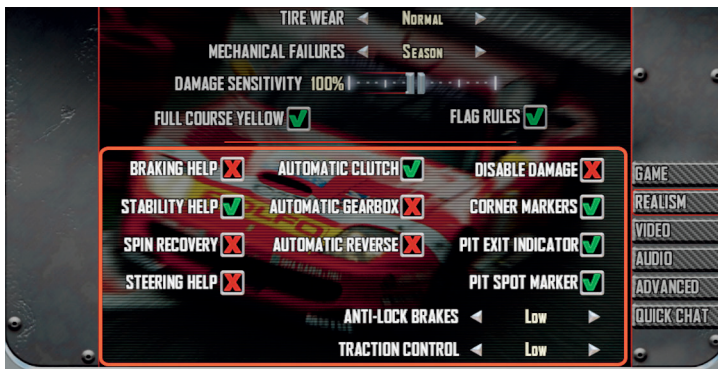 TIRE WEAR NORMAL
MECHANICAL FAILURES SEASON
DAMAGE SENSITIVITY 100%
FULL COURSE YELLOW FLAG RULES
BRAKING HELP AUTOMATIC CLUTCH DISABLE DAMAGE
STABILITY HELP AUTOMATIC GEARBOX CORNER MARKERS
SPIN RECOVERY AUTOMATIC REVERSE PIT EXIT INDICATOR
STEERING HELP PIT SPOT MARKER
ANTI-LOCK BRAKES LOW
TRACTION CONTROL LOW
GAME
REALISM
VIDEO
AUDIO
ADVANCED
QUICK CHAT